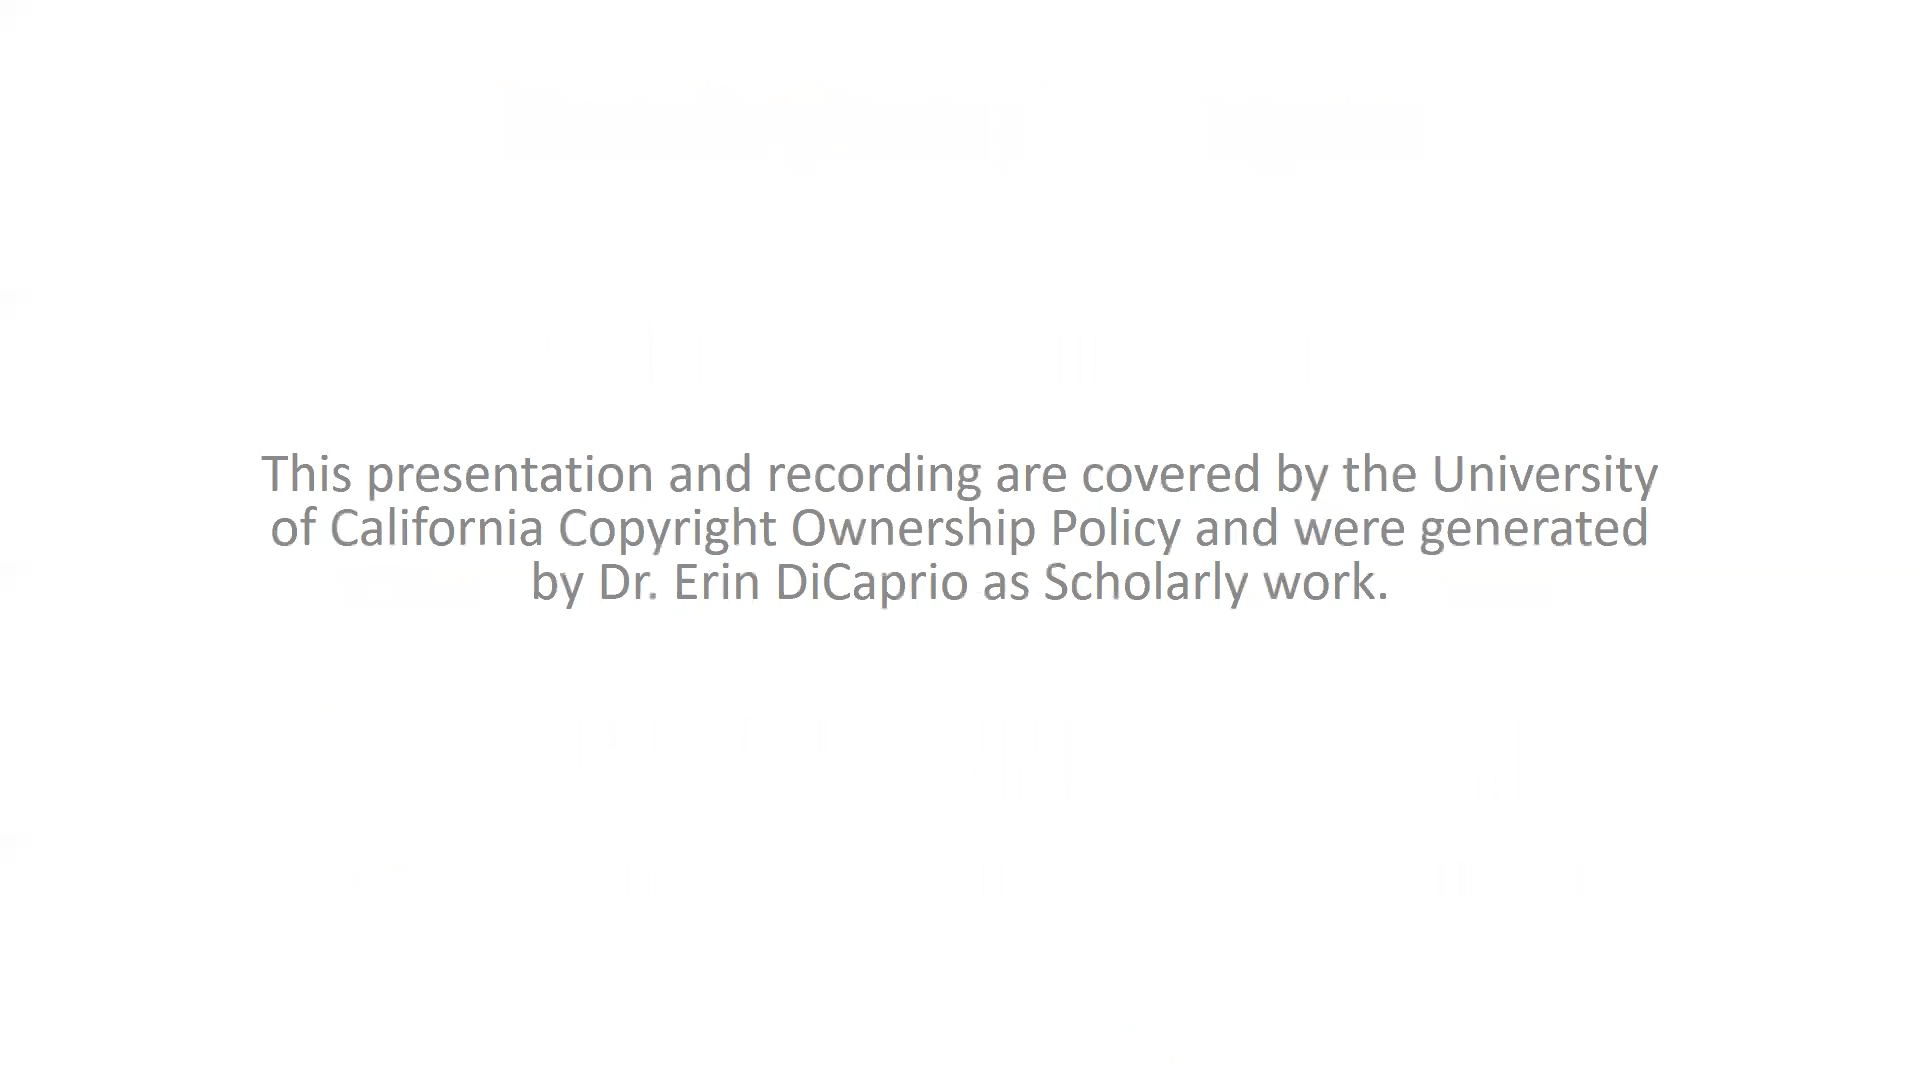 This presentation and recording are covered by the University
of California Copyright Ownership Policy and were generated
by Dr. Erin DiCaprio as Scholarly work.